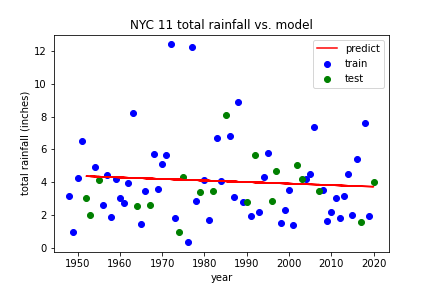 NYC 11 total rainfall vs. model
predict
train
test
total rainfall (inches)
12
10
8
6
4
2
0
1950 1960 1970 1980 1990 2000 2010 2020
year